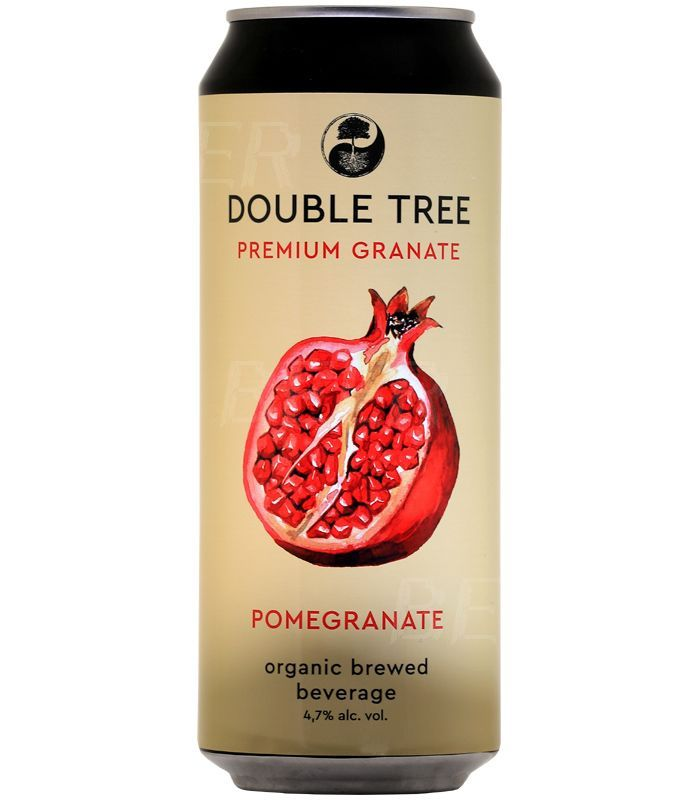 DOUBLE TREE
PREMIUM GRANATE
POMEGRANATE
organic brewed
beverage
4,7% alc. vol.